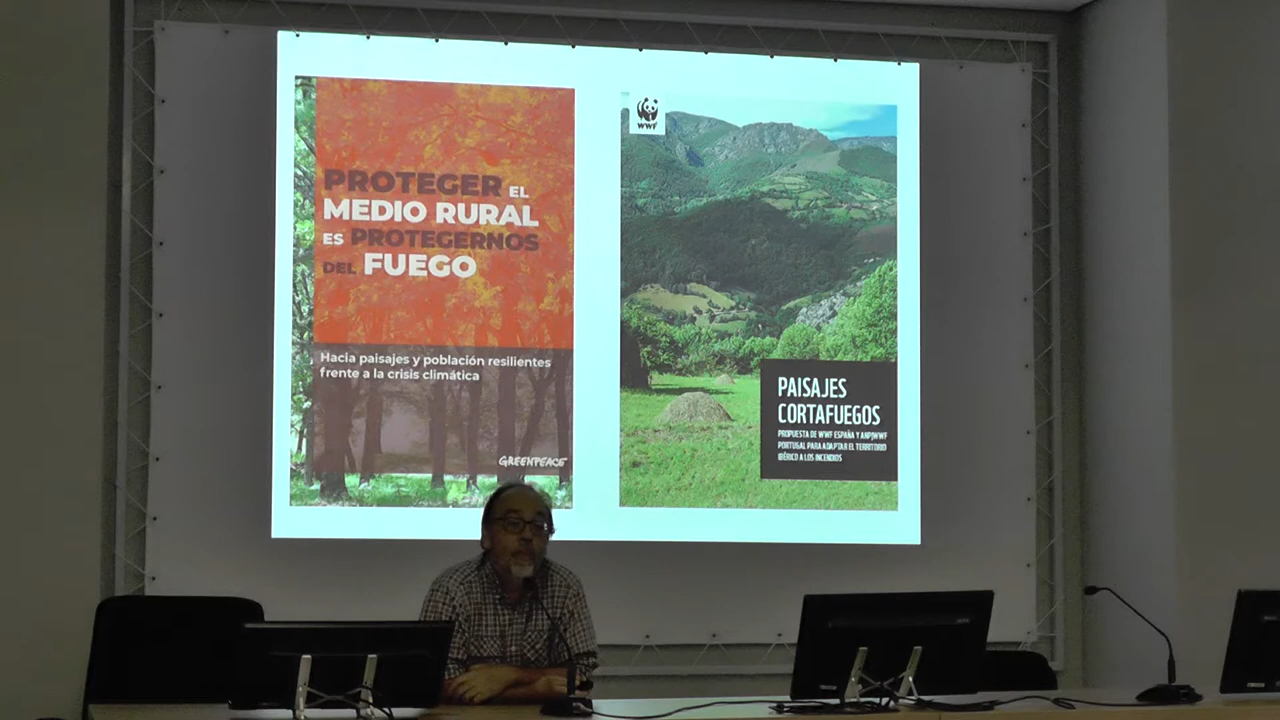 PROTEGER EL
MEDIO RURAL
ES PROTEGERNOS
DEL FUEGO
Hacia paisajes y población resilientes
frente a la crisis climática
GREENPEACE
WWF
PAISAJES
CORTAFUEGOS
PROPUESTA DE WWF ESPAÑA Y ANP|WWF
PORTUGAL PARA ADAPTAR EL TERRITORIO
IBÉRICO A LOS INCENDIOS